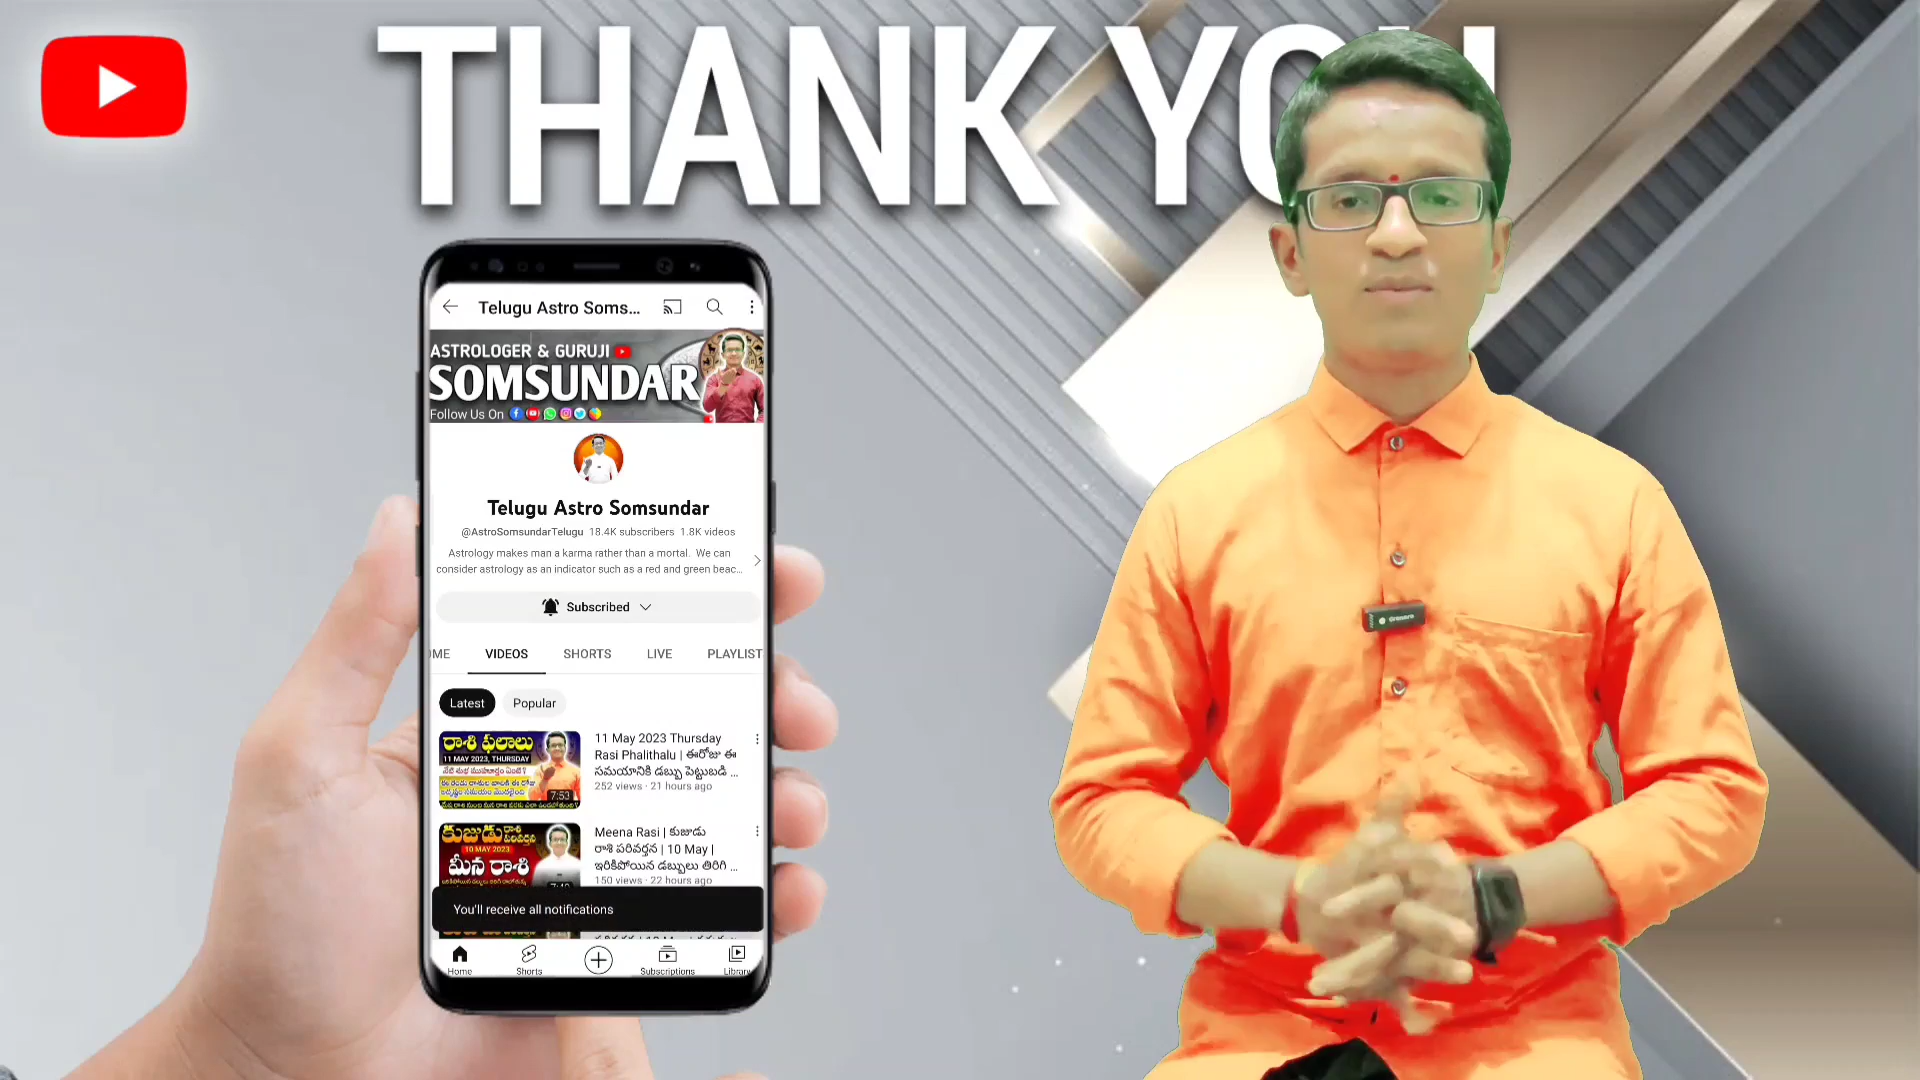 THANK YOU
Telugu Astro Soms...
ASTROLOGER & GURUJI
SOMSUNDAR
Follow Us On
Telugu Astro Somsundar
@AstroSomsundarTelugu 18.4K subscribers 1.8K videos
Astrology makes man a karma rather than a mortal. We can
consider astrology as an indicator such as a red and green beac...
Subscribed
OME VIDEOS SHORTS LIVE PLAYLIST
Latest Popular
రాశి ఫలాలు
11 MAY 2023, THURSDAY
7:53
11 May 2023 Thursday
Rasi Phalithalu | ఈరోజు ఈ
సమయానికి డబ్బు పెట్టుబడి ...
252 views · 21 hours ago
కుజుడు రాశి పరివర్తన
10 MAY 2023
మీన రాశి
Meena Rasi | కుజుడు
రాశి పరివర్తన | 10 May |
ఇరికిపోయిన డబ్బులు తిరిగి ...
150 views · 22 hours ago
You'll receive all notifications
Home Shorts Subscriptions Library